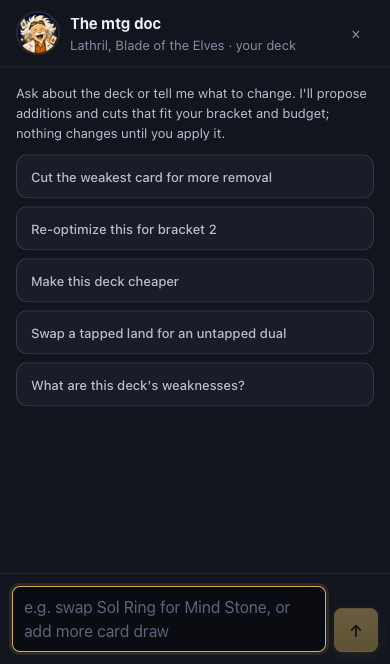 The mtg doc
Lathril, Blade of the Elves · your deck
×
Ask about the deck or tell me what to change. I'll propose
additions and cuts that fit your bracket and budget;
nothing changes until you apply it.
Cut the weakest card for more removal
Re-optimize this for bracket 2
Make this deck cheaper
Swap a tapped land for an untapped dual
What are this deck's weaknesses?
e.g. swap Sol Ring for Mind Stone, or
add more card draw